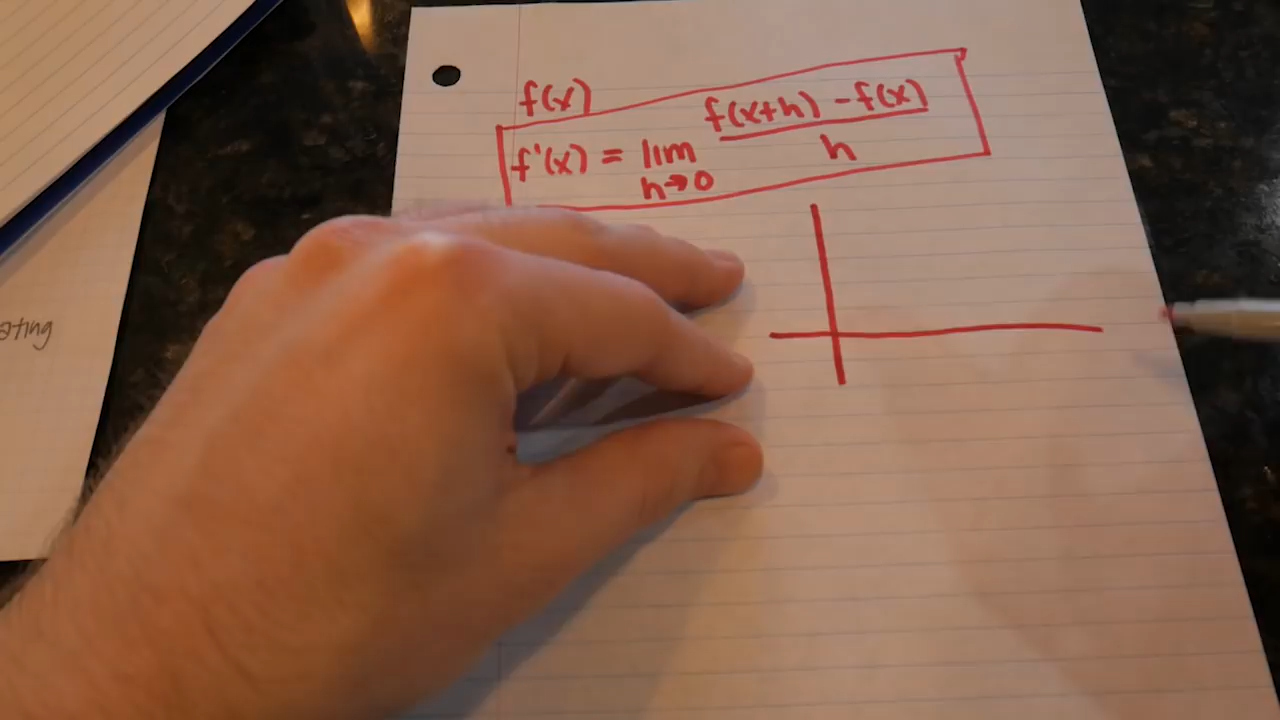 f(x)
f'(x) = lim h→0 f(x+h) - f(x) / h
ating